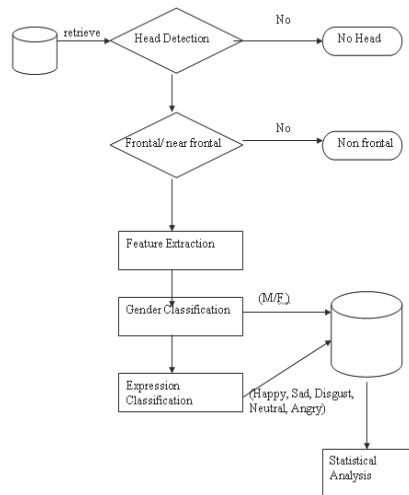 No
retrieve
Head Detection
No Head
No
Frontal/ near frontal
Non frontal
Feature Extraction
(M/F)
Gender Classification
Expression
Classification
(Happy, Sad, Disgust,
Neutral, Angry)
Statistical
Analysis